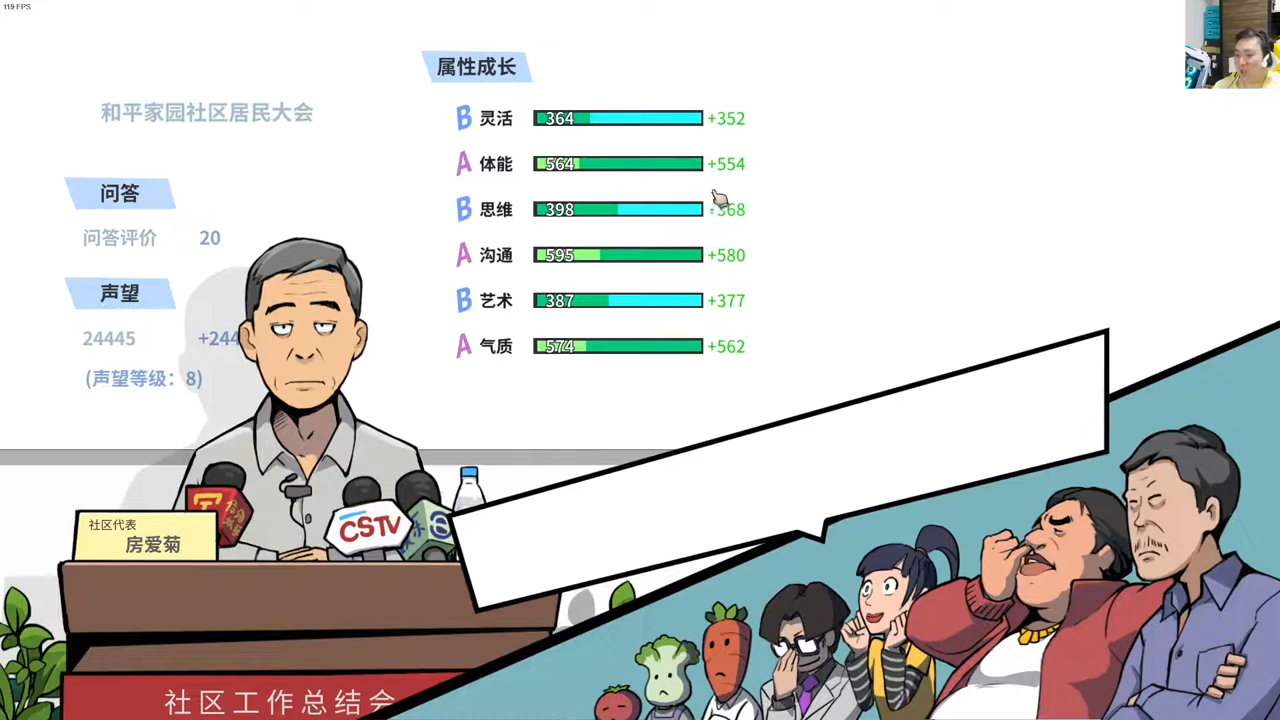 119 FPS
属性成长
和平家园社区居民大会
B 灵活 364 +352
A 体能 564 +554
问答
B 思维 398 +368
问答评价 20
A 沟通 595 +580
声望
B 艺术 387 +377
24445 +244
A 气质 574 +562
(声望等级：8)
CSTV
社区代表
房爱菊
社区工作总结会